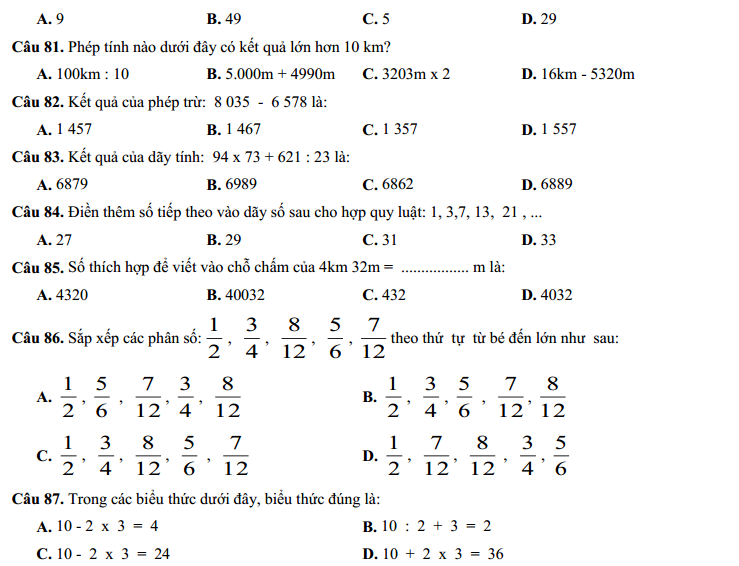 A. 9 B. 49 C. 5 D. 29
Câu 81. Phép tính nào dưới đây có kết quả lớn hơn 10 km?
A. 100km : 10 B. 5.000m + 4990m C. 3203m x 2 D. 16km - 5320m
Câu 82. Kết quả của phép trừ: 8 035 - 6 578 là:
A. 1 457 B. 1 467 C. 1 357 D. 1 557
Câu 83. Kết quả của dãy tính: 94 x 73 + 621 : 23 là:
A. 6879 B. 6989 C. 6862 D. 6889
Câu 84. Điền thêm số tiếp theo vào dãy số sau cho hợp quy luật: 1, 3,7, 13, 21 , ...
A. 27 B. 29 C. 31 D. 33
Câu 85. Số thích hợp để viết vào chỗ chấm của 4km 32m = ................. m là:
A. 4320 B. 40032 C. 432 D. 4032
Câu 86. Sắp xếp các phân số: 1/2 , 3/4 , 8/12 , 5/6 , 7/12 theo thứ tự từ bé đến lớn như sau:
A. 1/2 , 5/6 , 7/12 , 3/4 , 8/12 B. 1/2 , 3/4 , 5/6 , 7/12 , 8/12
C. 1/2 , 3/4 , 8/12 , 5/6 , 7/12 D. 1/2 , 7/12 , 8/12 , 3/4 , 5/6
Câu 87. Trong các biểu thức dưới đây, biểu thức đúng là:
A. 10 - 2 x 3 = 4 B. 10 : 2 + 3 = 2
C. 10 - 2 x 3 = 24 D. 10 + 2 x 3 = 36